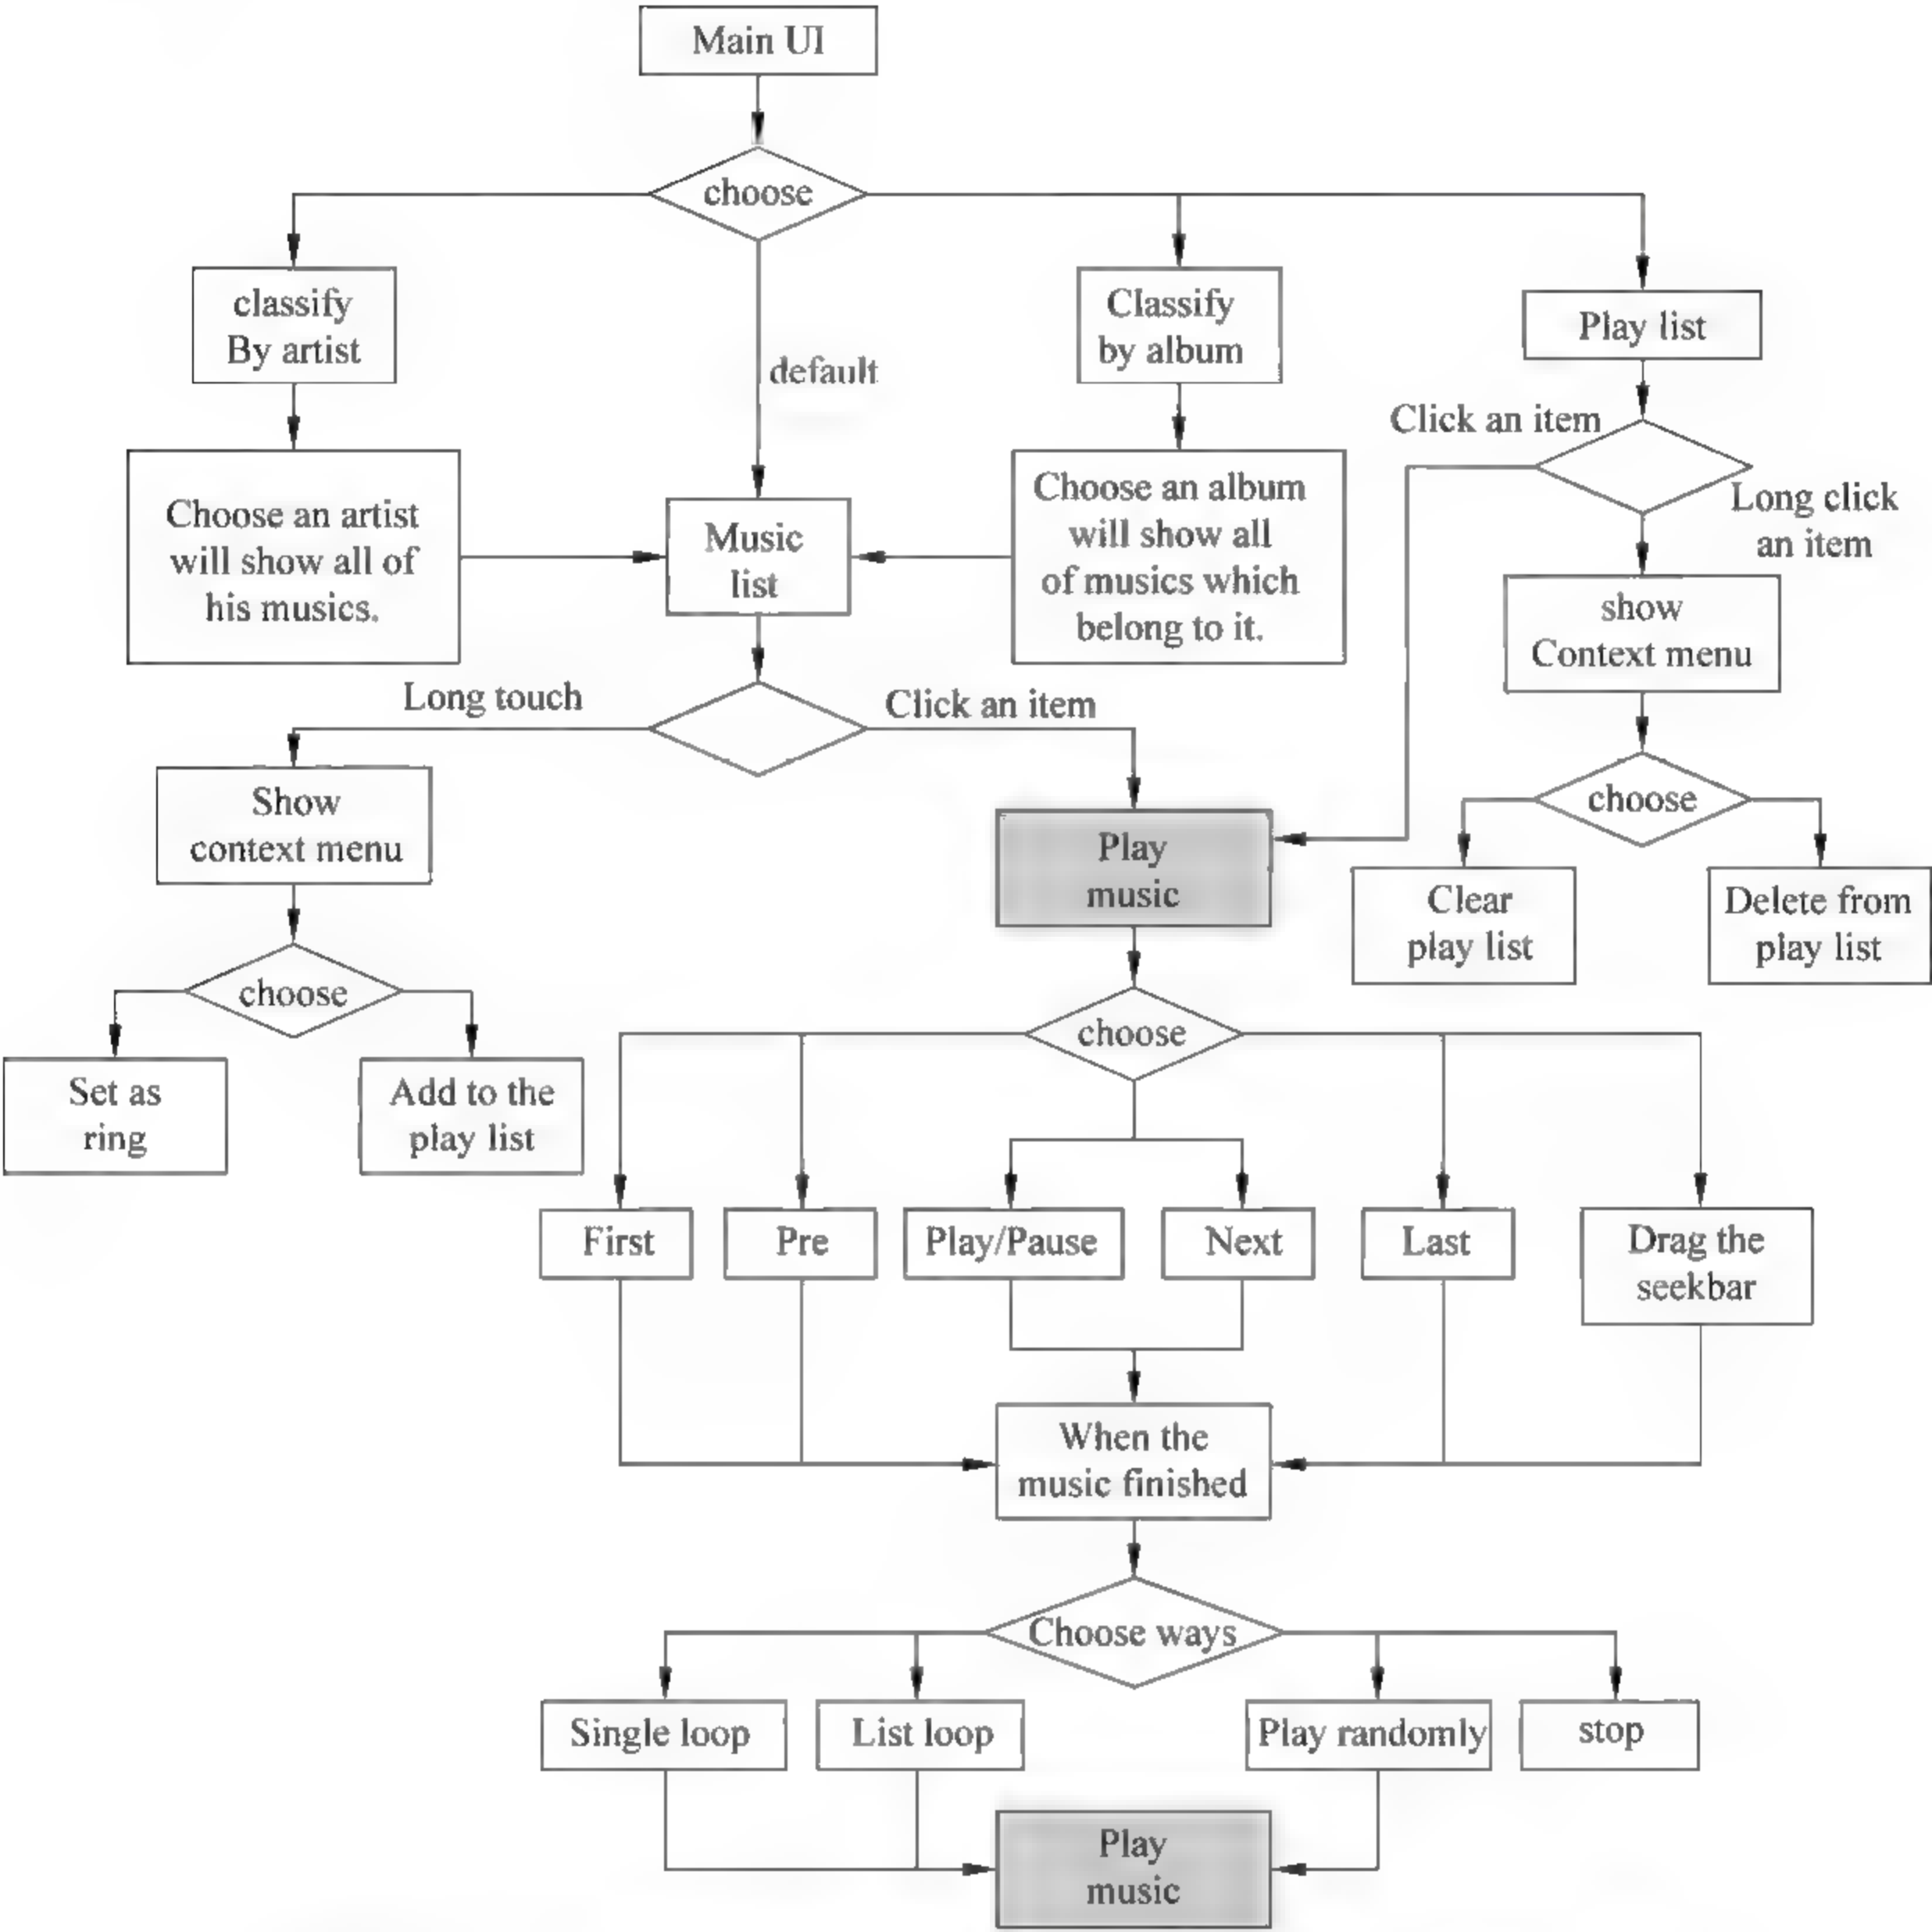 Main UI
choose
classify
By artist
default
Classify
by album
Play list
Click an item
Long click
an item
Choose an artist
will show all of
his musics.
Music
list
Choose an album
will show all
of musics which
belong to it.
show
Context menu
Long touch
Click an item
Show
context menu
Play
music
choose
Clear
play list
Delete from
play list
choose
Set as
ring
Add to the
play list
choose
First
Pre
Play/Pause
Next
Last
Drag the
seekbar
When the
music finished
Choose ways
Single loop
List loop
Play randomly
stop
Play
music